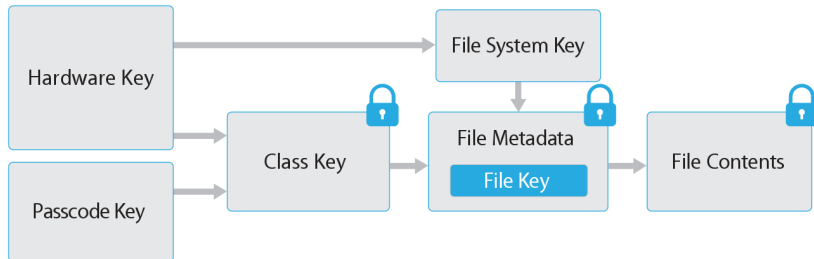 Hardware Key
File System Key
Class Key
File Metadata
File Key
File Contents
Passcode Key